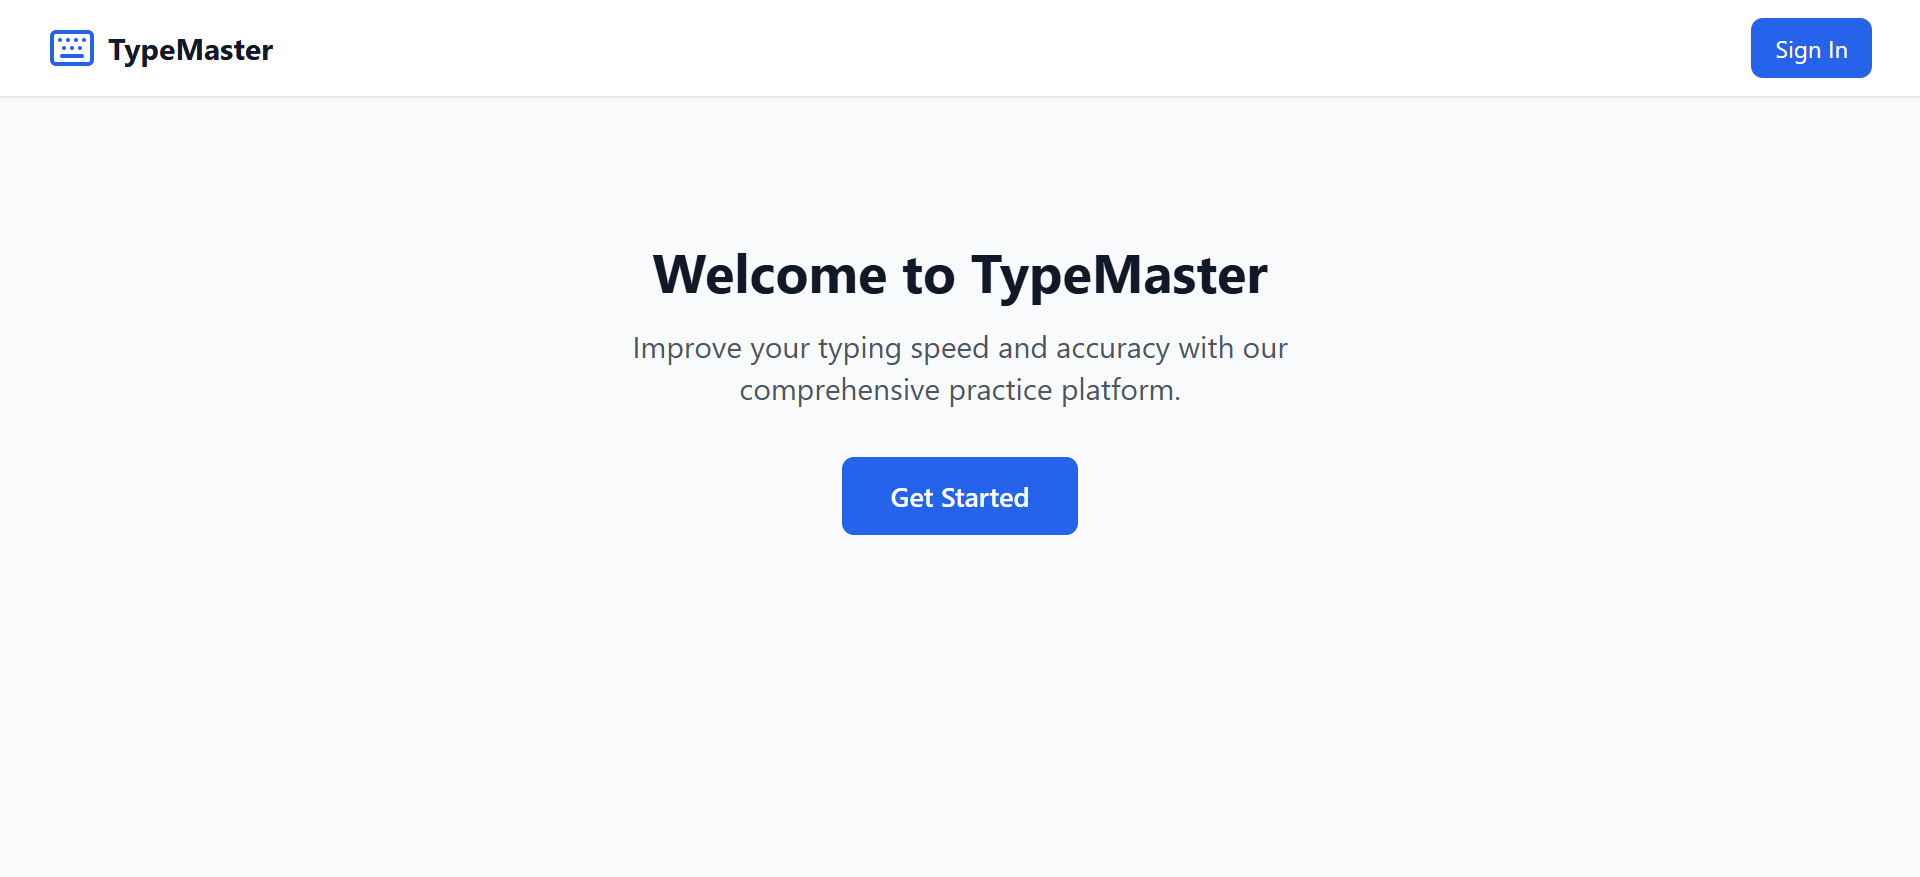 TypeMaster
Sign In
Welcome to TypeMaster
Improve your typing speed and accuracy with our
comprehensive practice platform.
Get Started